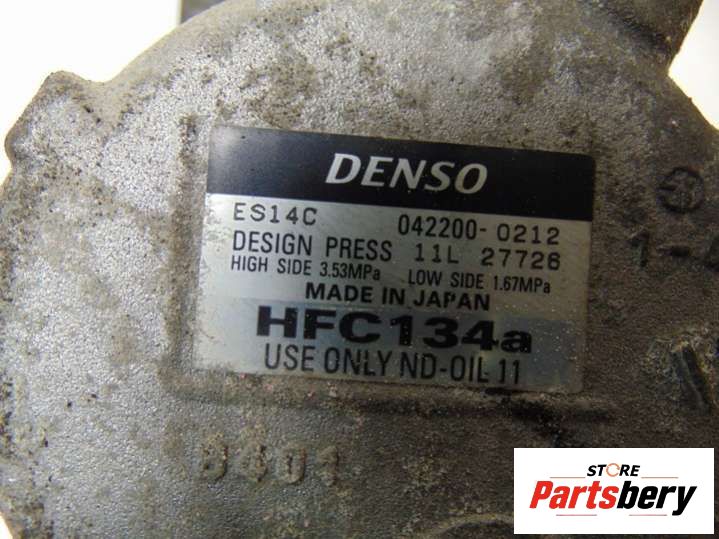 DENSO
ES14C 042200-0212
DESIGN PRESS 11L 27726
HIGH SIDE 3.53MPa LOW SIDE 1.67MPa
MADE IN JAPAN
HFC134a
USE ONLY ND-OIL 11
STORE
Partsbery